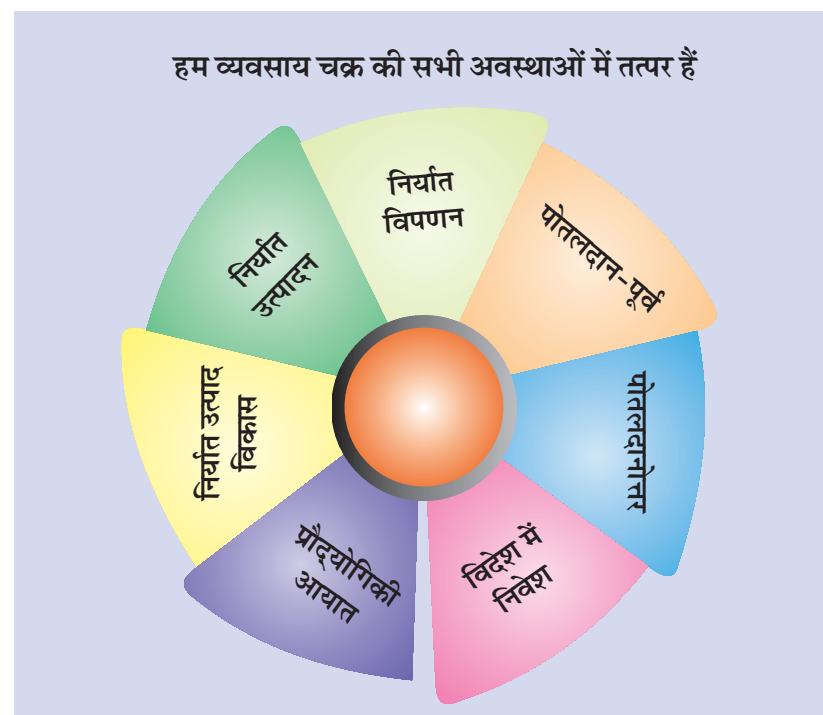 हम व्यवसाय चक्र की सभी अवस्थाओं में तत्पर हैं
निर्यात
विपणन
पोतलदान-पूर्व
पोतलदानोत्तर
विदेश में
निवेश
प्रौद्योगिकी
आयात
निर्यात उत्पाद
विकास
निर्यात
उत्पादन